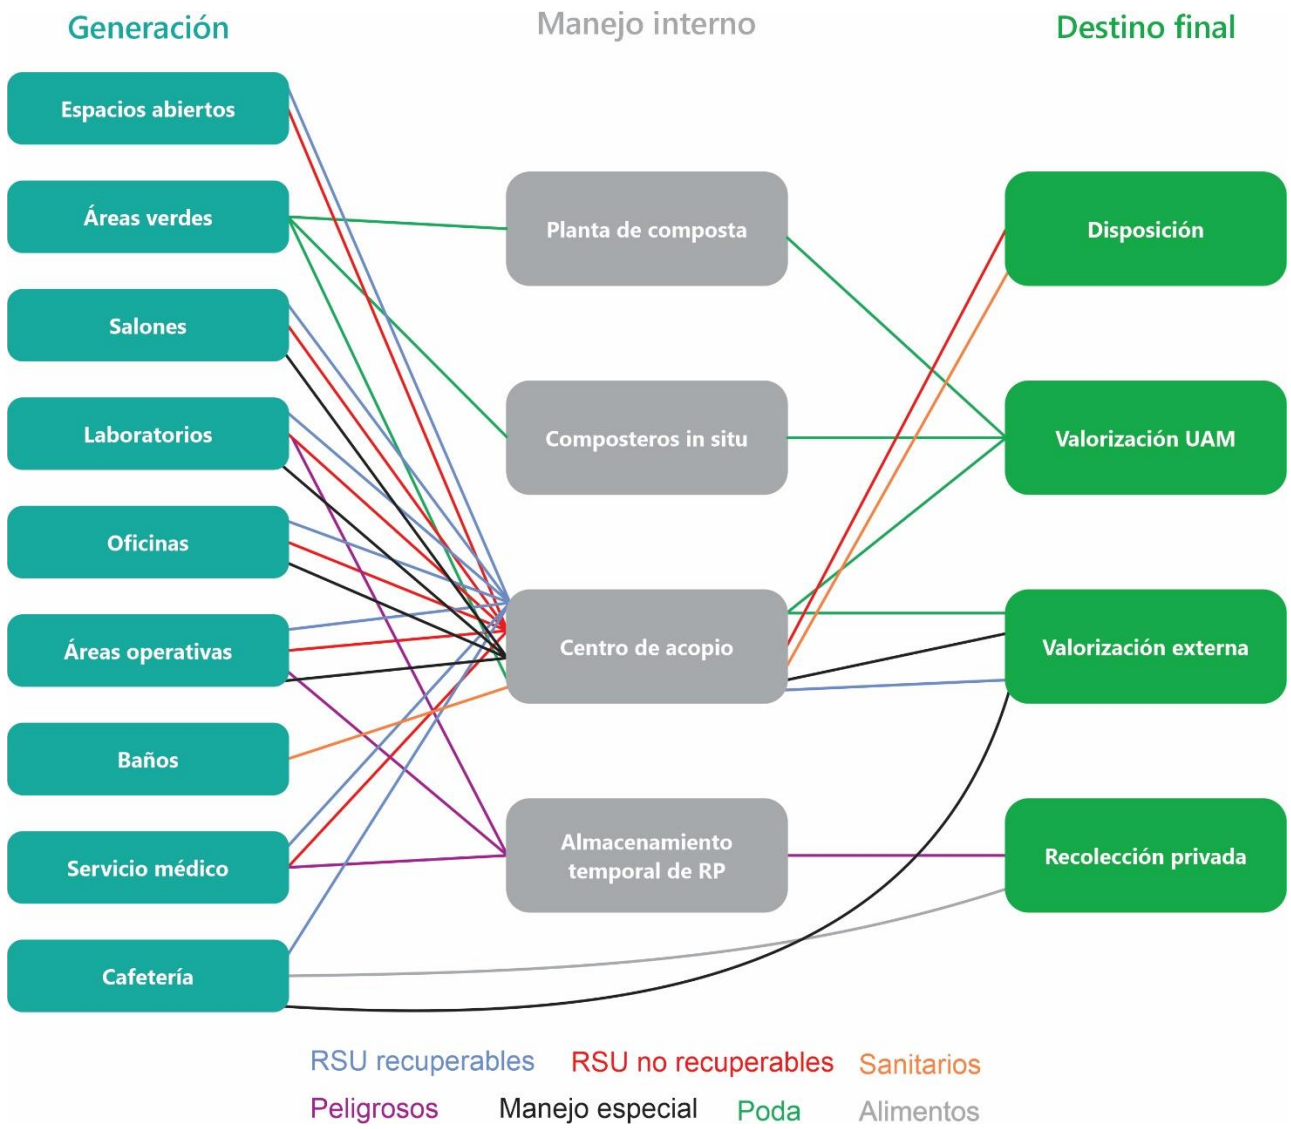 Generación
Manejo interno
Destino final
Espacios abiertos
Áreas verdes
Salones
Laboratorios
Oficinas
Áreas operativas
Baños
Servicio médico
Cafetería
Planta de composta
Composteros in situ
Centro de acopio
Almacenamiento
temporal de RP
Disposición
Valorización UAM
Valorización externa
Recolección privada
RSU recuperables
RSU no recuperables
Sanitarios
Peligrosos
Manejo especial
Poda
Alimentos